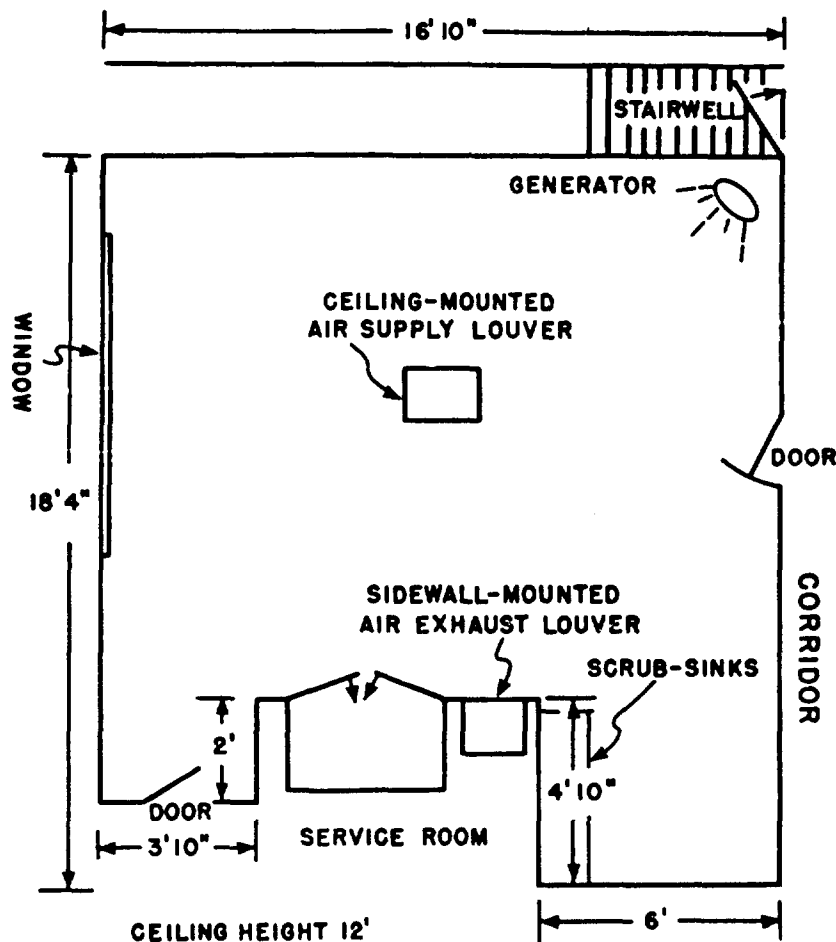 16'10"
STAIRWELL
GENERATOR
CEILING-MOUNTED
AIR SUPPLY LOUVER
WINDOW
DOOR
18'4"
SIDEWALL-MOUNTED
AIR EXHAUST LOUVER
SCRUB-SINKS
CORRIDOR
2'
4'10"
DOOR
3'10"
SERVICE ROOM
6'
CEILING HEIGHT 12'